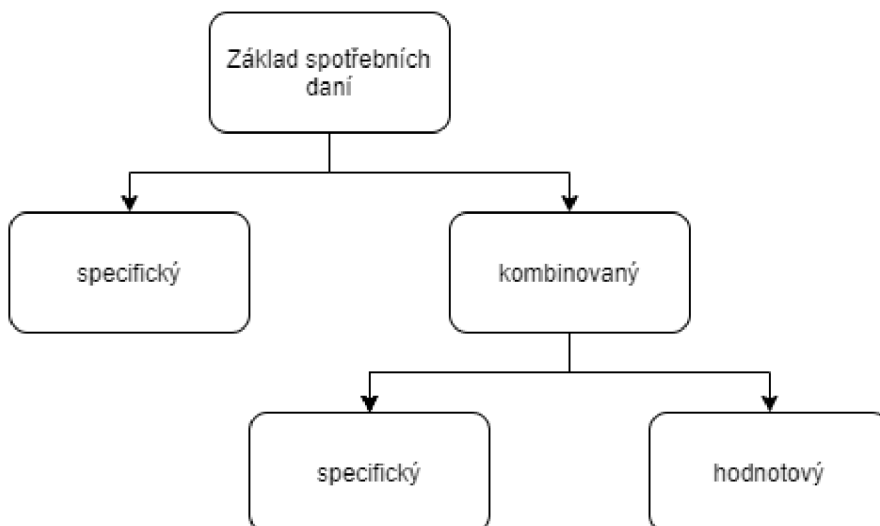 Základ spotřebních
daní
specifický
kombinovaný
specifický
hodnotový